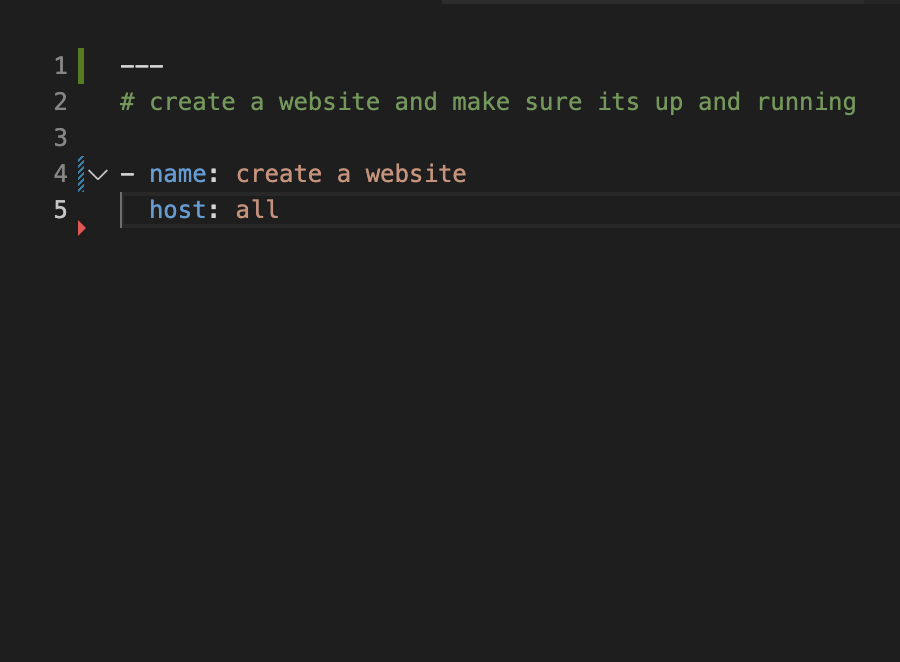 1 ---
2 # create a website and make sure its up and running
3
4 - name: create a website
5 host: all